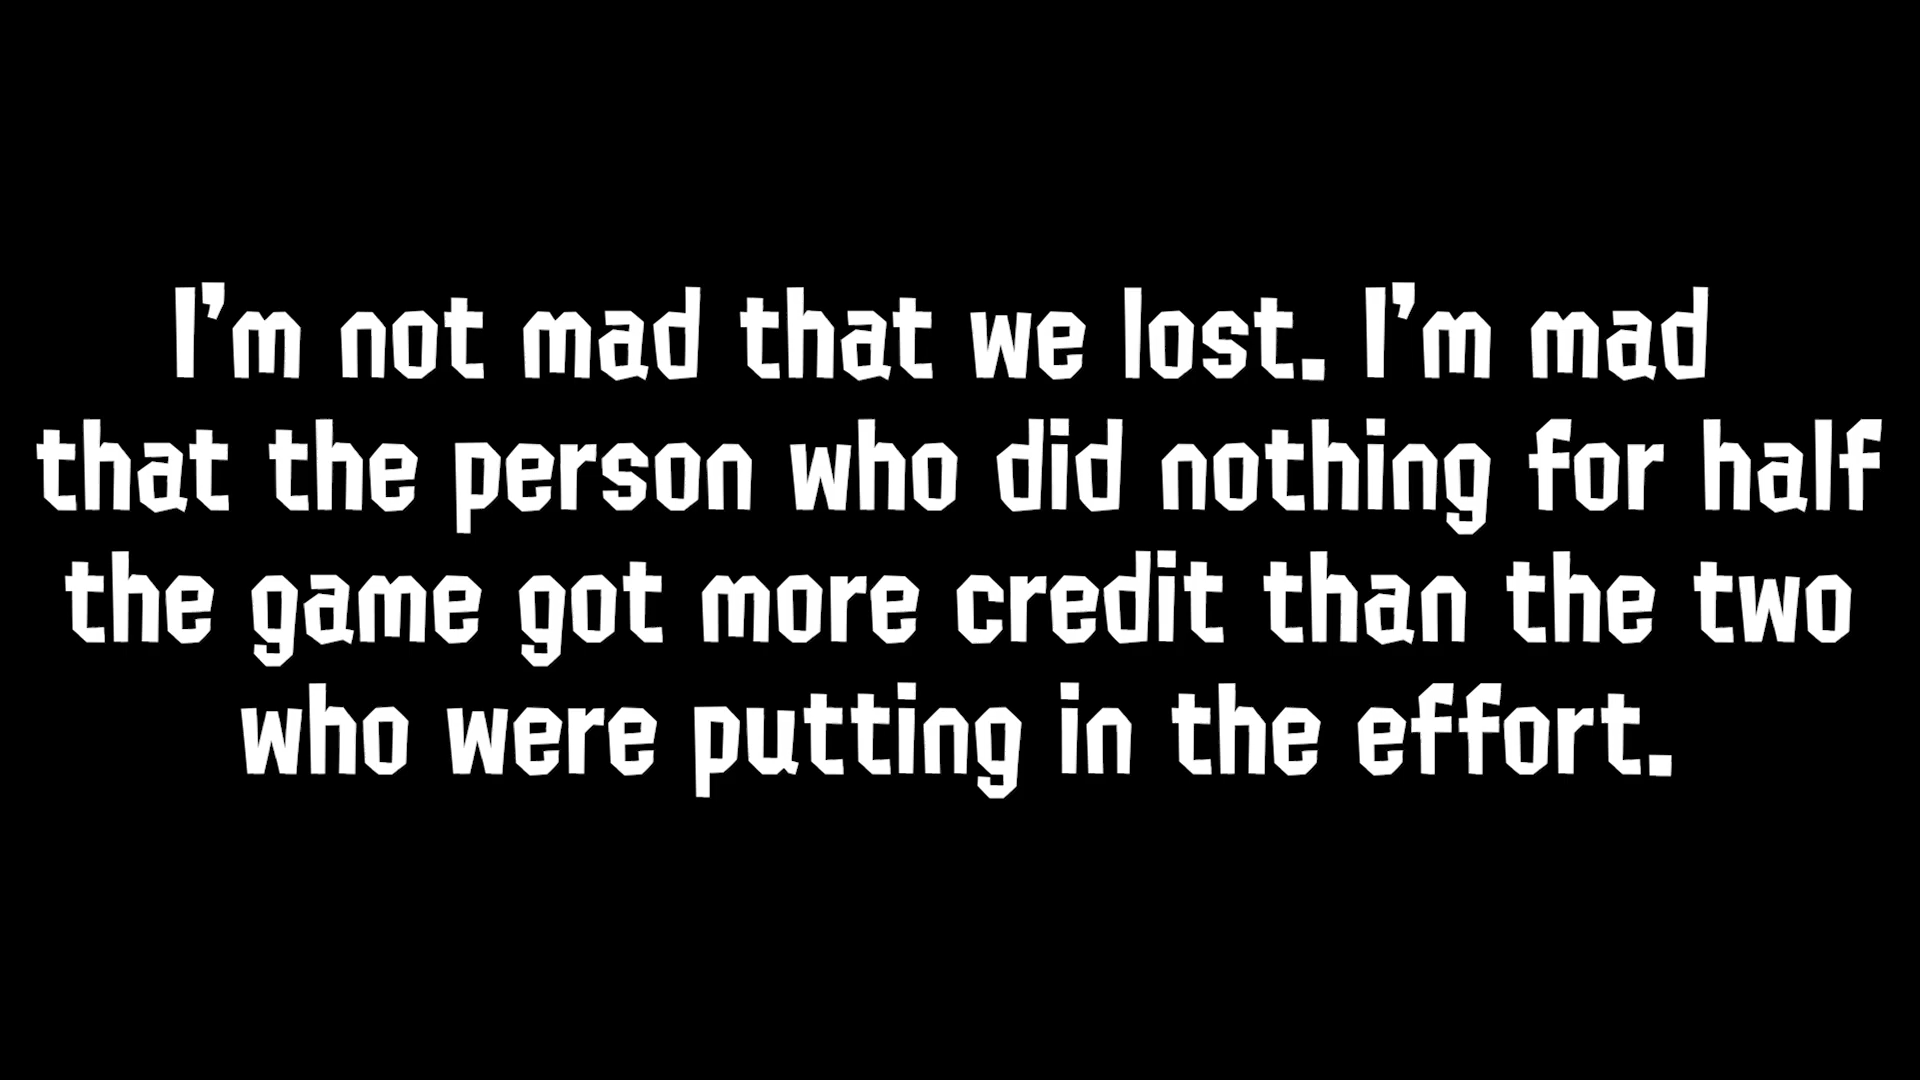 I'm not mad that we lost. I'm mad
that the person who did nothing for half
the game got more credit than the two
who were putting in the effort.